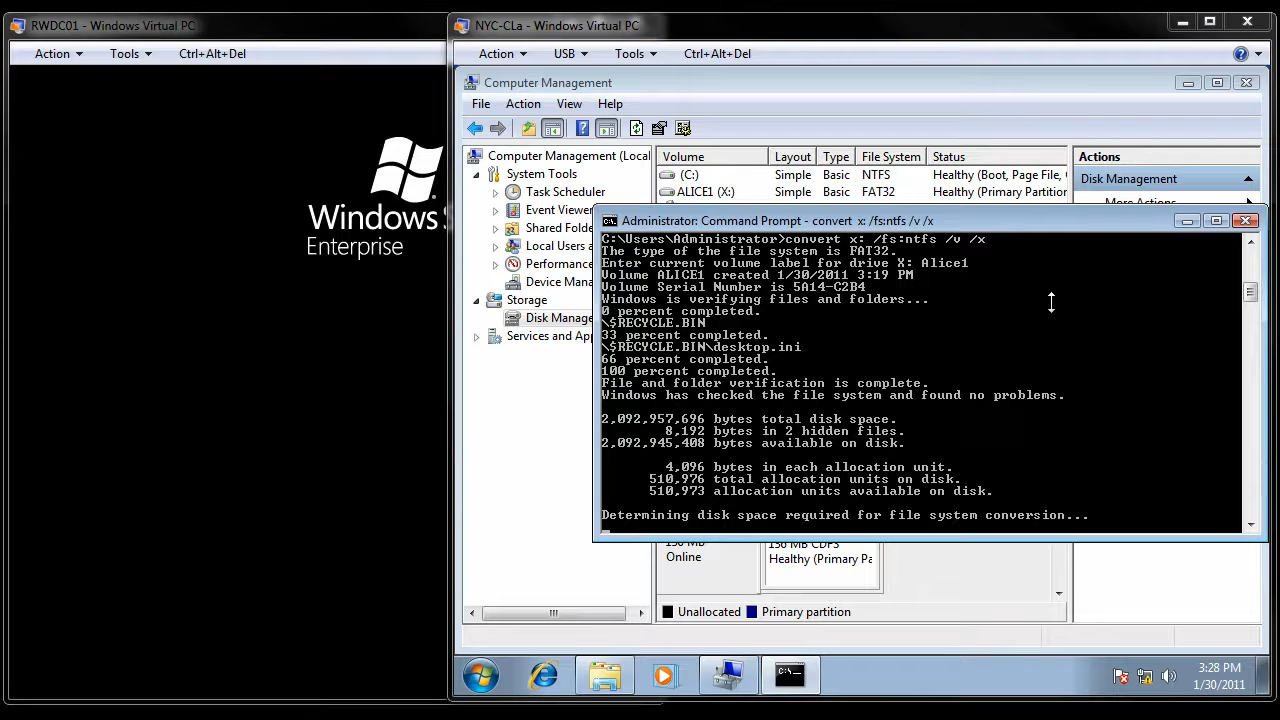 RWDC01 - Windows Virtual PC
Action Tools Ctrl+Alt+Del
Windows
Enterprise
NYC-CLa - Windows Virtual PC
Action USB Tools Ctrl+Alt+Del
Computer Management
File Action View Help
Computer Management (Local
System Tools
Task Scheduler
Event Viewer
Shared Folde
Local Users a
Performance
Device Mana
Storage
Disk Manage
Services and App
Volume Layout Type File System Status
(C:) Simple Basic NTFS Healthy (Boot, Page File,
ALICE1 (X:) Simple Basic FAT32 Healthy (Primary Partition
Actions
Disk Management
More Actions
Administrator: Command Prompt - convert x: /fs:ntfs /v /x
C:\Users\Administrator>convert x: /fs:ntfs /v /x
The type of the file system is FAT32.
Enter current volume label for drive X: Alice1
Volume ALICE1 created 1/30/2011 3:19 PM
Volume Serial Number is 5A14-C2B4
Windows is verifying files and folders...
0 percent completed.
\$RECYCLE.BIN
33 percent completed.
\$RECYCLE.BIN\desktop.ini
66 percent completed.
100 percent completed.
File and folder verification is complete.
Windows has checked the file system and found no problems.
2,092,957,696 bytes total disk space.
8,192 bytes in 2 hidden files.
2,092,945,408 bytes available on disk.
4,096 bytes in each allocation unit.
510,976 total allocation units on disk.
510,973 allocation units available on disk.
Determining disk space required for file system conversion...
Online
156 MB CDFS
Healthy (Primary Pa
Unallocated Primary partition
3:28 PM
1/30/2011